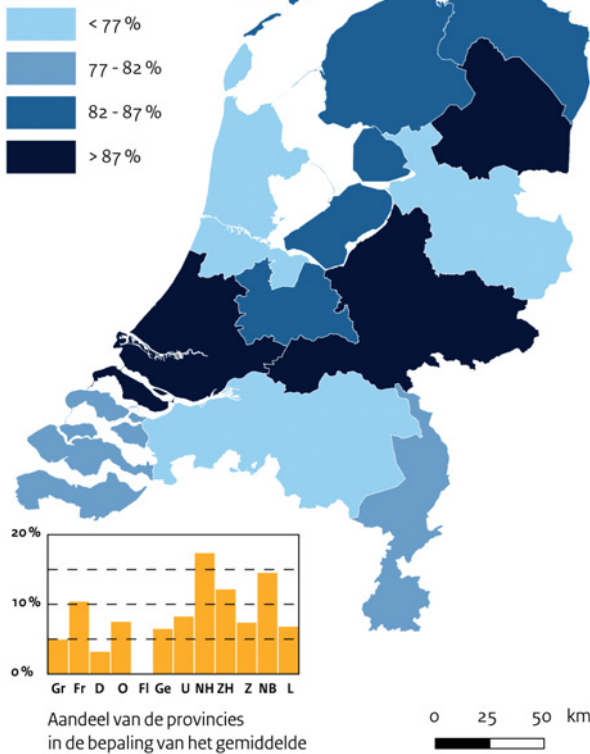 < 77 %
77 - 82 %
82 - 87 %
> 87 %
20 %
10 %
0 %
Gr Fr D O Fl Ge U NH ZH Z NB L
Aandeel van de provincies
in de bepaling van het gemiddelde
0 25 50 km